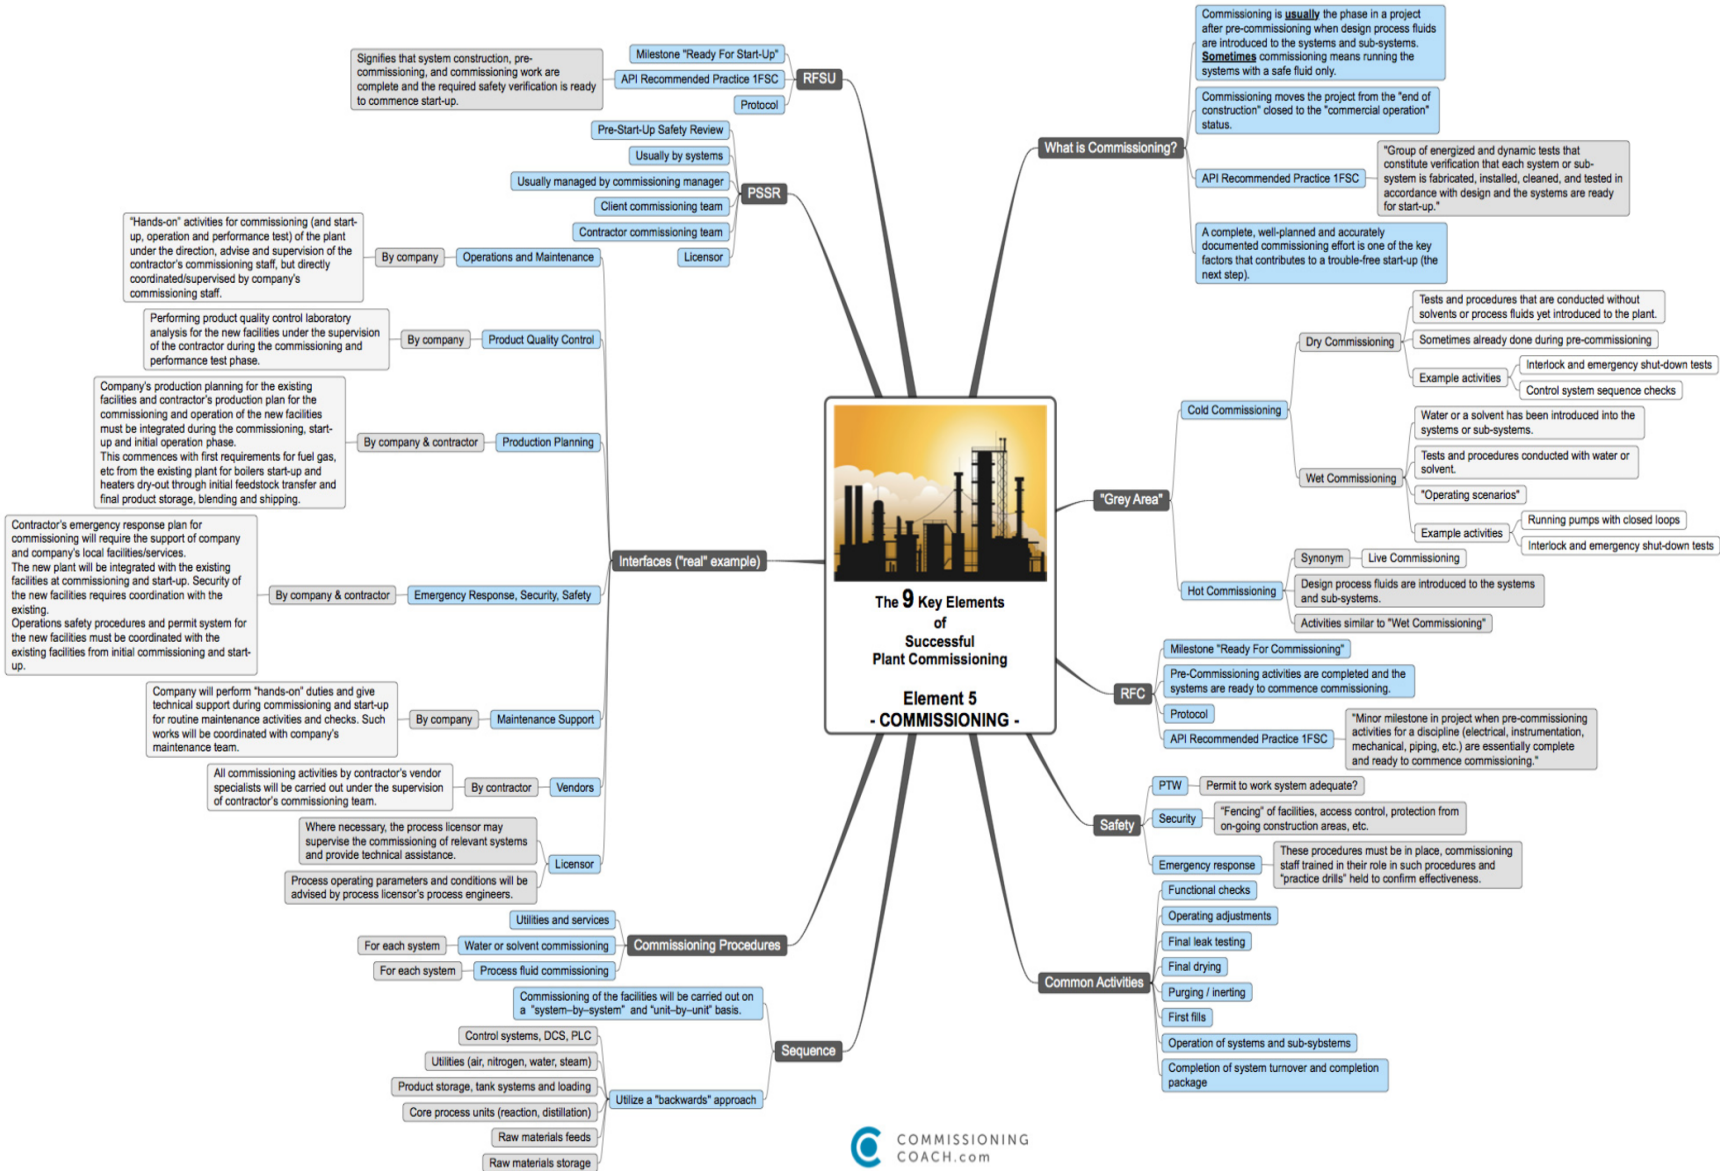 The 9 Key Elements
of
Successful
Plant Commissioning
Element 5
- COMMISSIONING -
What is Commissioning?
Commissioning is usually the phase in a project
after pre-commissioning when design process fluids
are introduced to the systems and sub-systems.
Sometimes commissioning means running the
systems with a safe fluid only.
Commissioning moves the project from the "end of
construction" closed to the "commercial operation"
status.
API Recommended Practice 1FSC
"Group of energized and dynamic tests that
constitute verification that each system or sub-
system is fabricated, installed, cleaned, and tested in
accordance with design and the systems are ready
for start-up."
A complete, well-planned and accurately
documented commissioning effort is one of the key
factors that contributes to a trouble-free start-up (the
next step).
"Grey Area"
Cold Commissioning
Dry Commissioning
Tests and procedures that are conducted without
solvents or process fluids yet introduced to the plant.
Sometimes already done during pre-commissioning
Example activities
Interlock and emergency shut-down tests
Control system sequence checks
Wet Commissioning
Water or a solvent has been introduced into the
systems or sub-systems.
Tests and procedures conducted with water or
solvent.
"Operating scenarios"
Example activities
Running pumps with closed loops
Interlock and emergency shut-down tests
Hot Commissioning
Synonym
Live Commissioning
Design process fluids are introduced to the systems
and sub-systems.
Activities similar to "Wet Commissioning"
RFC
Milestone "Ready For Commissioning"
Pre-Commissioning activities are completed and the
systems are ready to commence commissioning.
Protocol
API Recommended Practice 1FSC
"Minor milestone in project when pre-commissioning
activities for a discipline (electrical, instrumentation,
mechanical, piping, etc.) are essentially complete
and ready to commence commissioning."
Safety
PTW
Permit to work system adequate?
Security
"Fencing" of facilities, access control, protection from
on-going construction areas, etc.
Emergency response
These procedures must be in place, commissioning
staff trained in their role in such procedures and
"practice drills" held to confirm effectiveness.
Common Activities
Functional checks
Operating adjustments
Final leak testing
Final drying
Purging / inerting
First fills
Operation of systems and sub-sybstems
Completion of system turnover and completion
package
RFSU
Milestone "Ready For Start-Up"
API Recommended Practice 1FSC
Signifies that system construction, pre-
commissioning, and commissioning work are
complete and the required safety verification is ready
to commence start-up.
Protocol
PSSR
Pre-Start-Up Safety Review
Usually by systems
Usually managed by commissioning manager
Client commissioning team
Contractor commissioning team
Licensor
Interfaces ("real" example)
Operations and Maintenance
By company
"Hands-on" activities for commissioning (and start-
up, operation and performance test) of the plant
under the direction, advise and supervision of the
contractor's commissioning staff, but directly
coordinated/supervised by company's
commissioning staff.
Product Quality Control
By company
Performing product quality control laboratory
analysis for the new facilities under the supervision
of the contractor during the commissioning and
performance test phase.
Production Planning
By company & contractor
Company's production planning for the existing
facilities and contractor's production plan for the
commissioning and operation of the new facilities
must be integrated during the commissioning, start-
up and initial operation phase.
This commences with first requirements for fuel gas,
etc from the existing plant for boilers start-up and
heaters dry-out through initial feedstock transfer and
final product storage, blending and shipping.
Emergency Response, Security, Safety
By company & contractor
Contractor's emergency response plan for
commissioning will require the support of company
and company's local facilities/services.
The new plant will be integrated with the existing
facilities at commissioning and start-up. Security of
the new facilities requires coordination with the
existing.
Operations safety procedures and permit system for
the new facilities must be coordinated with the
existing facilities from initial commissioning and start-
up.
Maintenance Support
By company
Company will perform "hands-on" duties and give
technical support during commissioning and start-up
for routine maintenance activities and checks. Such
works will be coordinated with company's
maintenance team.
Vendors
By contractor
All commissioning activities by contractor's vendor
specialists will be carried out under the supervision
of contractor's commissioning team.
Licensor
Where necessary, the process licensor may
supervise the commissioning of relevant systems
and provide technical assistance.
Process operating parameters and conditions will be
advised by process licensor's process engineers.
Commissioning Procedures
Utilities and services
Water or solvent commissioning
For each system
Process fluid commissioning
For each system
Sequence
Commissioning of the facilities will be carried out on
a "system–by–system" and "unit–by–unit" basis.
Utilize a "backwards" approach
Control systems, DCS, PLC
Utilities (air, nitrogen, water, steam)
Product storage, tank systems and loading
Core process units (reaction, distillation)
Raw materials feeds
Raw materials storage
COMMISSIONING
COACH.com